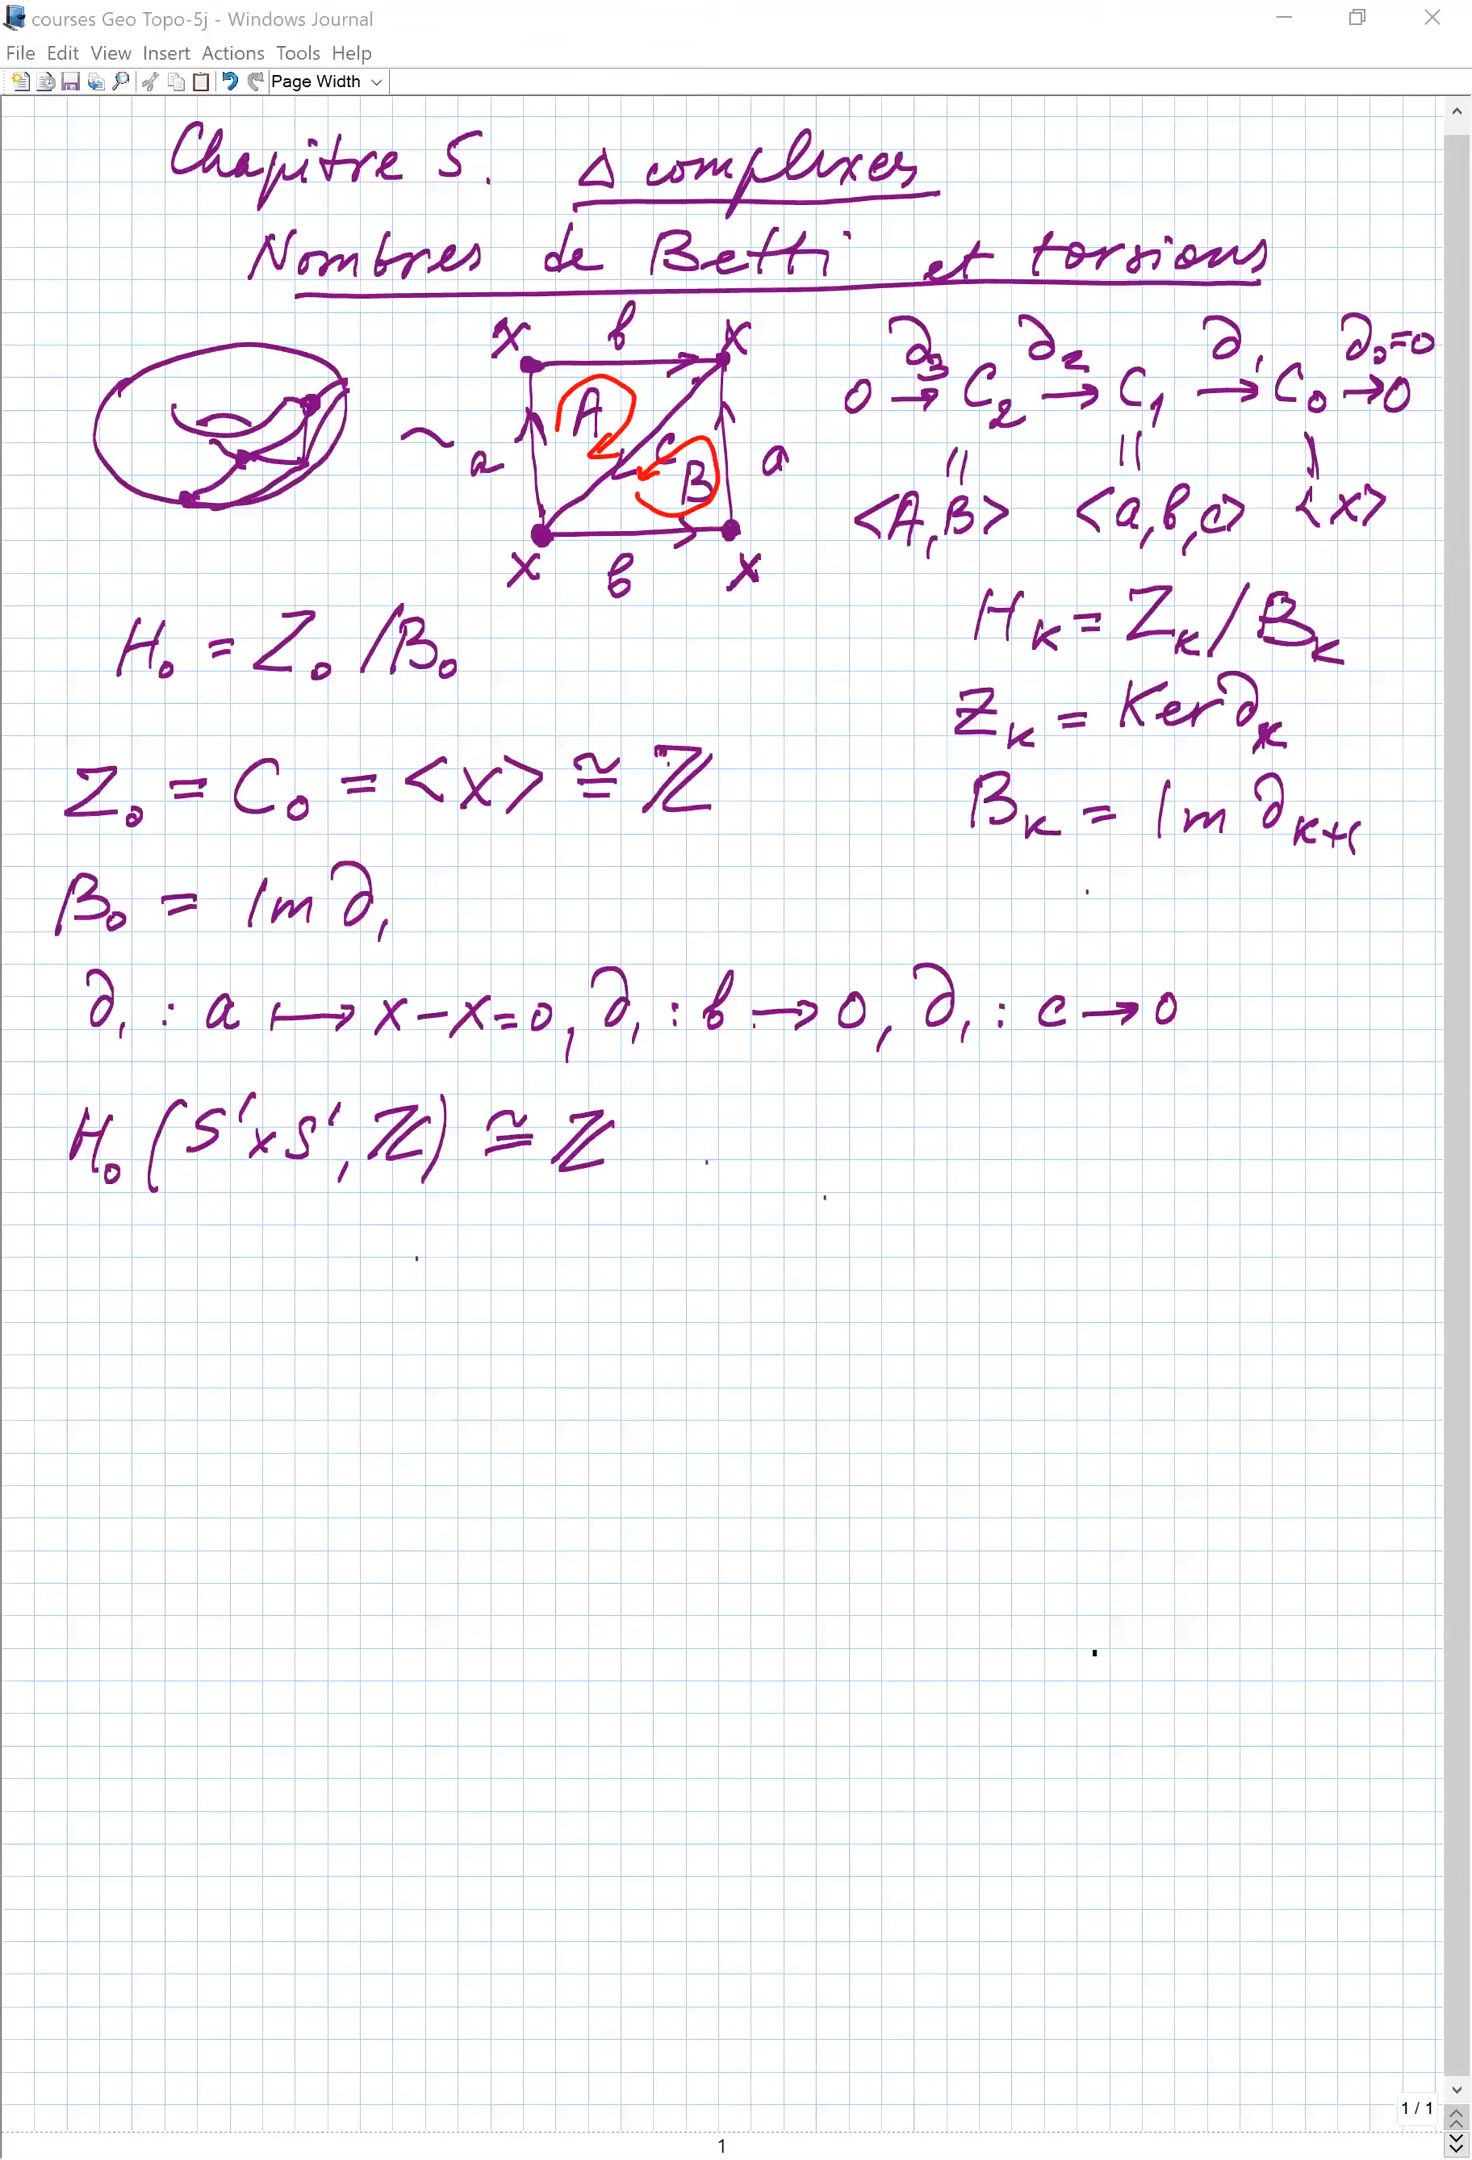 courses Geo Topo-5j - Windows Journal
File Edit View Insert Actions Tools Help
Page Width
Chapitre 5. Δ complexes
Nombres de Betti et torsions
x b x ∂₃ ∂₂ ∂₁ ∂₀=0
0 → C₂ → C₁ → C₀ → 0
~ a A c B a
<A,B> <a,b,c> <x>
x b x
H₀ = Z₀ / B₀
H_K = Z_K / B_K
Z_K = Ker ∂_K
Z₀ = C₀ = <x> ≅ ℤ
B_K = Im ∂_{K+1}
B₀ = Im ∂₁
∂₁ : a ↦ x-x=0, ∂₁ : b → 0, ∂₁ : c → 0
H₀ (S¹×S¹, ℤ) ≅ ℤ
1 / 1
1